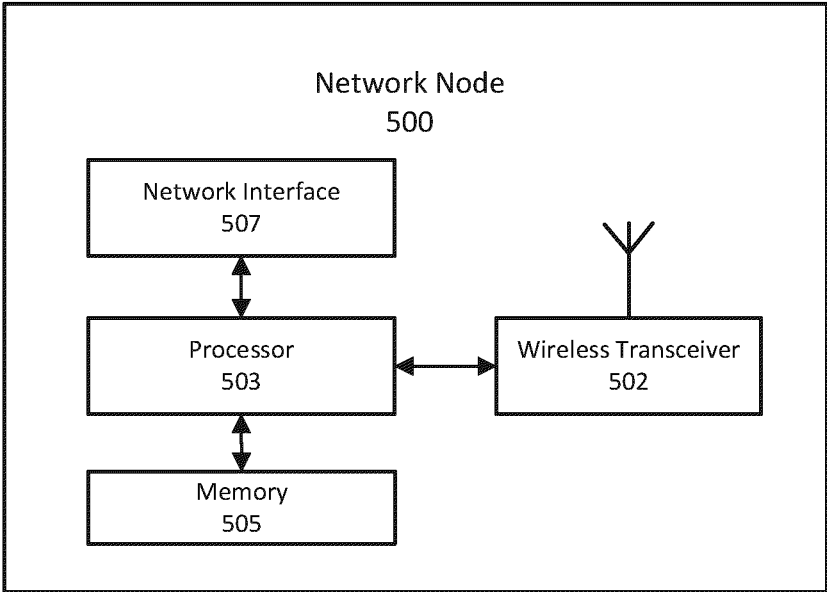 Network Node
500
Network Interface
507
Processor
503
Wireless Transceiver
502
Memory
505